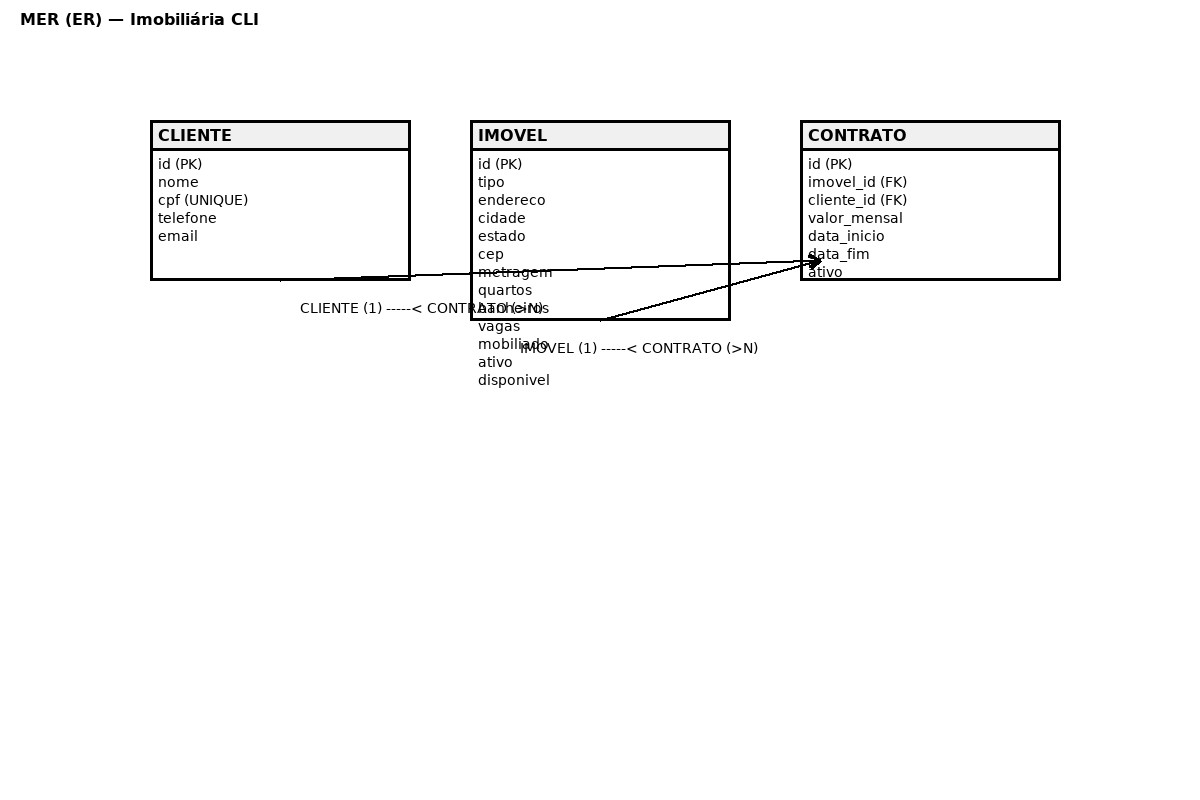 MER (ER) — Imobiliária CLI
CLIENTE
id (PK)
nome
cpf (UNIQUE)
telefone
email
IMOVEL
id (PK)
tipo
endereco
cidade
estado
cep
metragem
quartos
banheiros
vagas
mobiliado
ativo
disponivel
CONTRATO
id (PK)
imovel_id (FK)
cliente_id (FK)
valor_mensal
data_inicio
data_fim
ativo
CLIENTE (1) -----< CONTRATO (>N)
IMOVEL (1) -----< CONTRATO (>N)